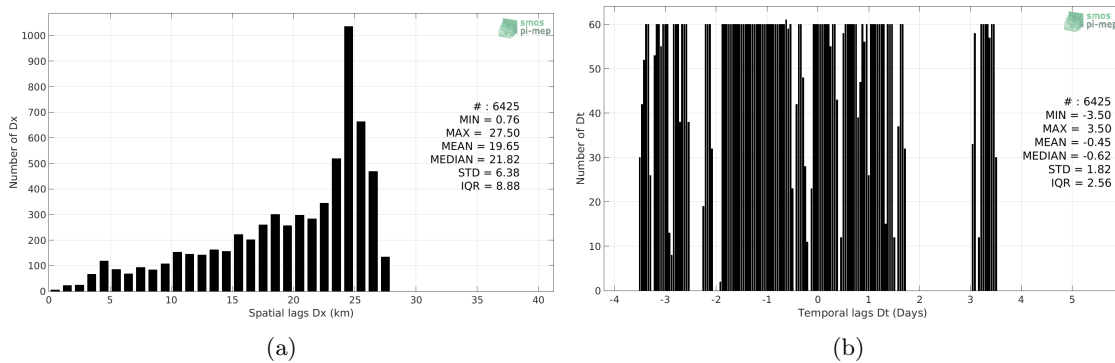 smos
pi-mep
1000
900
800
700
600
500
400
300
200
100
0
Number of Dx
# : 6425
MIN = 0.76
MAX = 27.50
MEAN = 19.65
MEDIAN = 21.82
STD = 6.38
IQR = 8.88
0 5 10 15 20 25 30 35 40
Spatial lags Dx (km)
(a)
smos
pi-mep
60
50
40
30
20
10
0
Number of Dt
# : 6425
MIN = -3.50
MAX = 3.50
MEAN = -0.45
MEDIAN = -0.62
STD = 1.82
IQR = 2.56
-4 -3 -2 -1 0 1 2 3 4 5
Temporal lags Dt (Days)
(b)